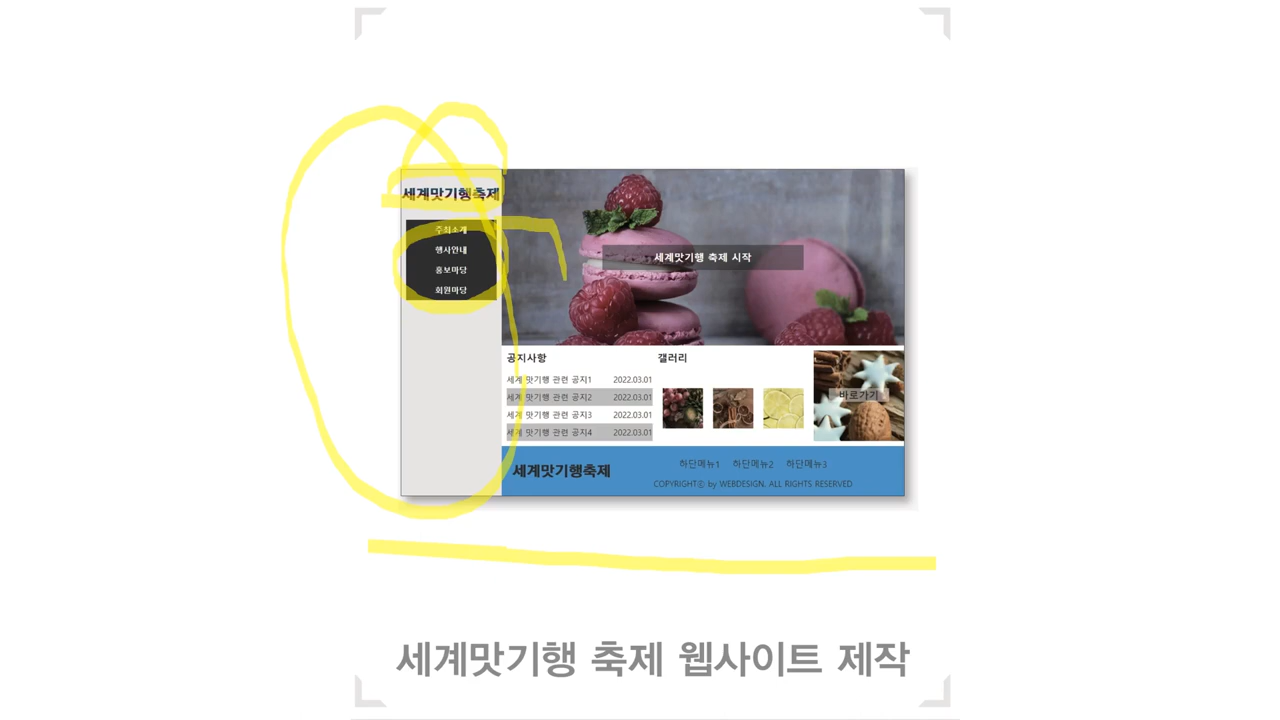 세계맛기행축제
주최소개
행사안내
홍보마당
회원마당
세계맛기행 축제 시작
공지사항
세계 맛기행 관련 공지1 2022.03.01
세계 맛기행 관련 공지2 2022.03.01
세계 맛기행 관련 공지3 2022.03.01
세계 맛기행 관련 공지4 2022.03.01
갤러리
바로가기
세계맛기행축제
하단메뉴1 하단메뉴2 하단메뉴3
COPYRIGHTⓒ by WEBDESIGN. ALL RIGHTS RESERVED
세계맛기행 축제 웹사이트 제작